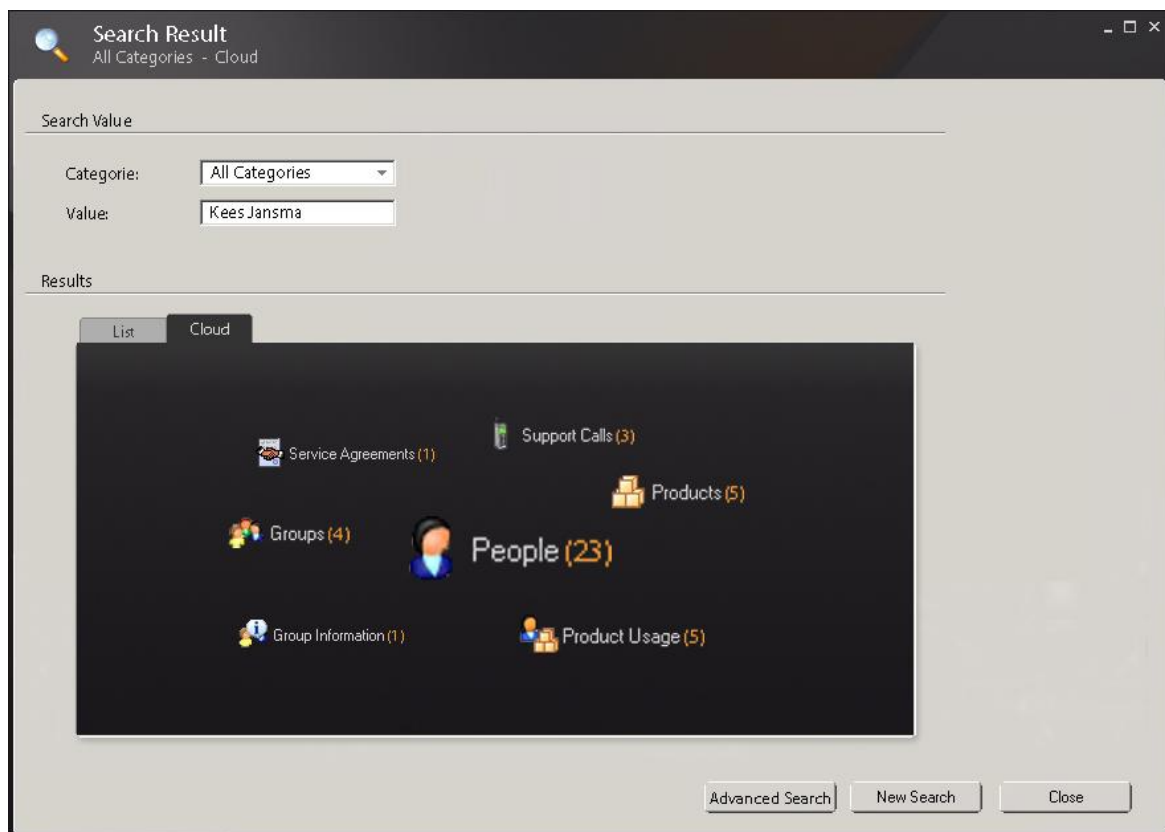 Search Result
All Categories - Cloud
Search Value
Categorie: All Categories
Value: Kees Jansma
Results
List Cloud
Support Calls (3)
Service Agreements (1)
Products (5)
Groups (4)
People (23)
Group Information (1)
Product Usage (5)
Advanced Search New Search Close